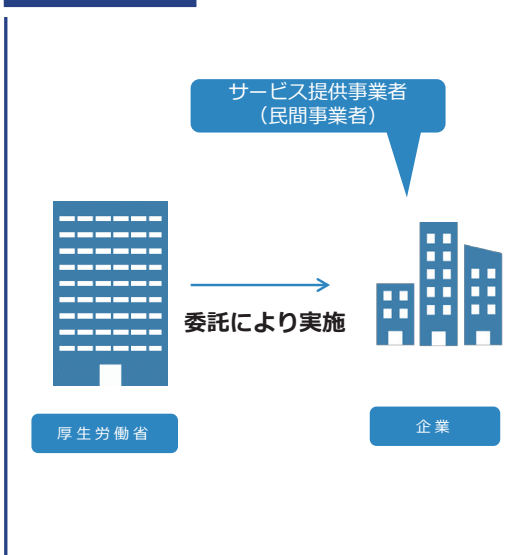 サービス提供事業者
（民間事業者）
委託により実施
厚生労働省
企業